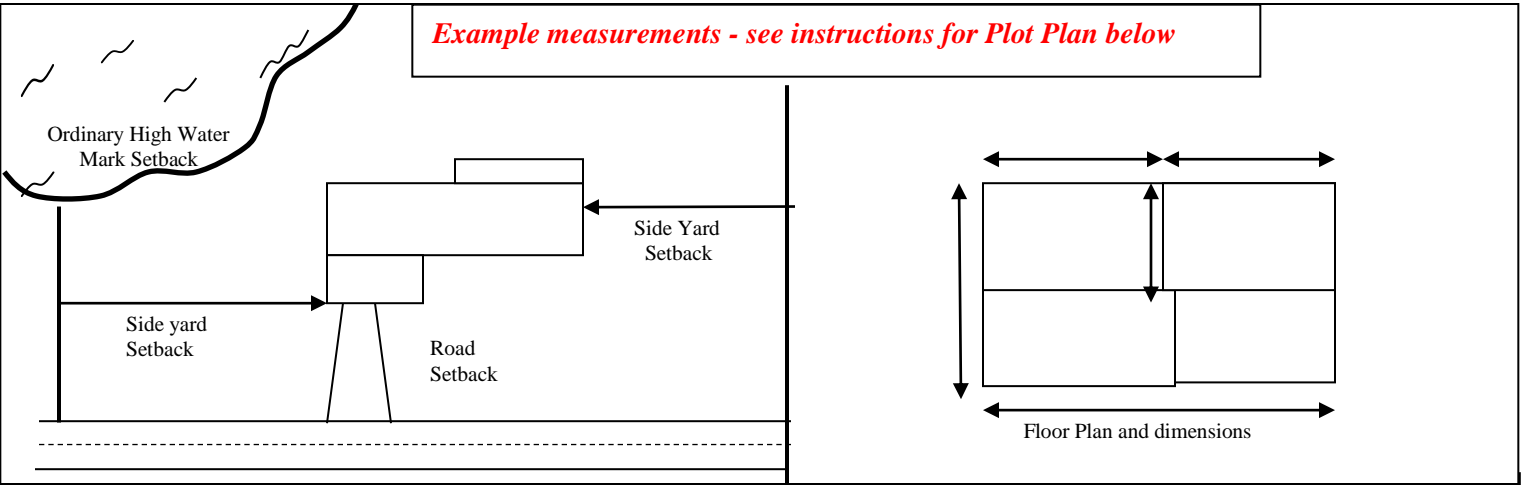 Example measurements - see instructions for Plot Plan below
Ordinary High Water
Mark Setback
Side Yard
Setback
Side yard
Setback
Road
Setback
Floor Plan and dimensions